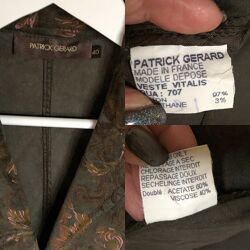 PATRICK GERARD
PATRICK GERARD
MADE IN FRANCE
MODELE DEPOSE
VESTE VITALIS
QUA : 707
97%
THANE 3%
A SEC
CHLORAGE INTERDIT
REPASSAGE DOUX
SECHELINGE INTERDIT
Doublé : ACETATE 60%
VISCOSE 40%